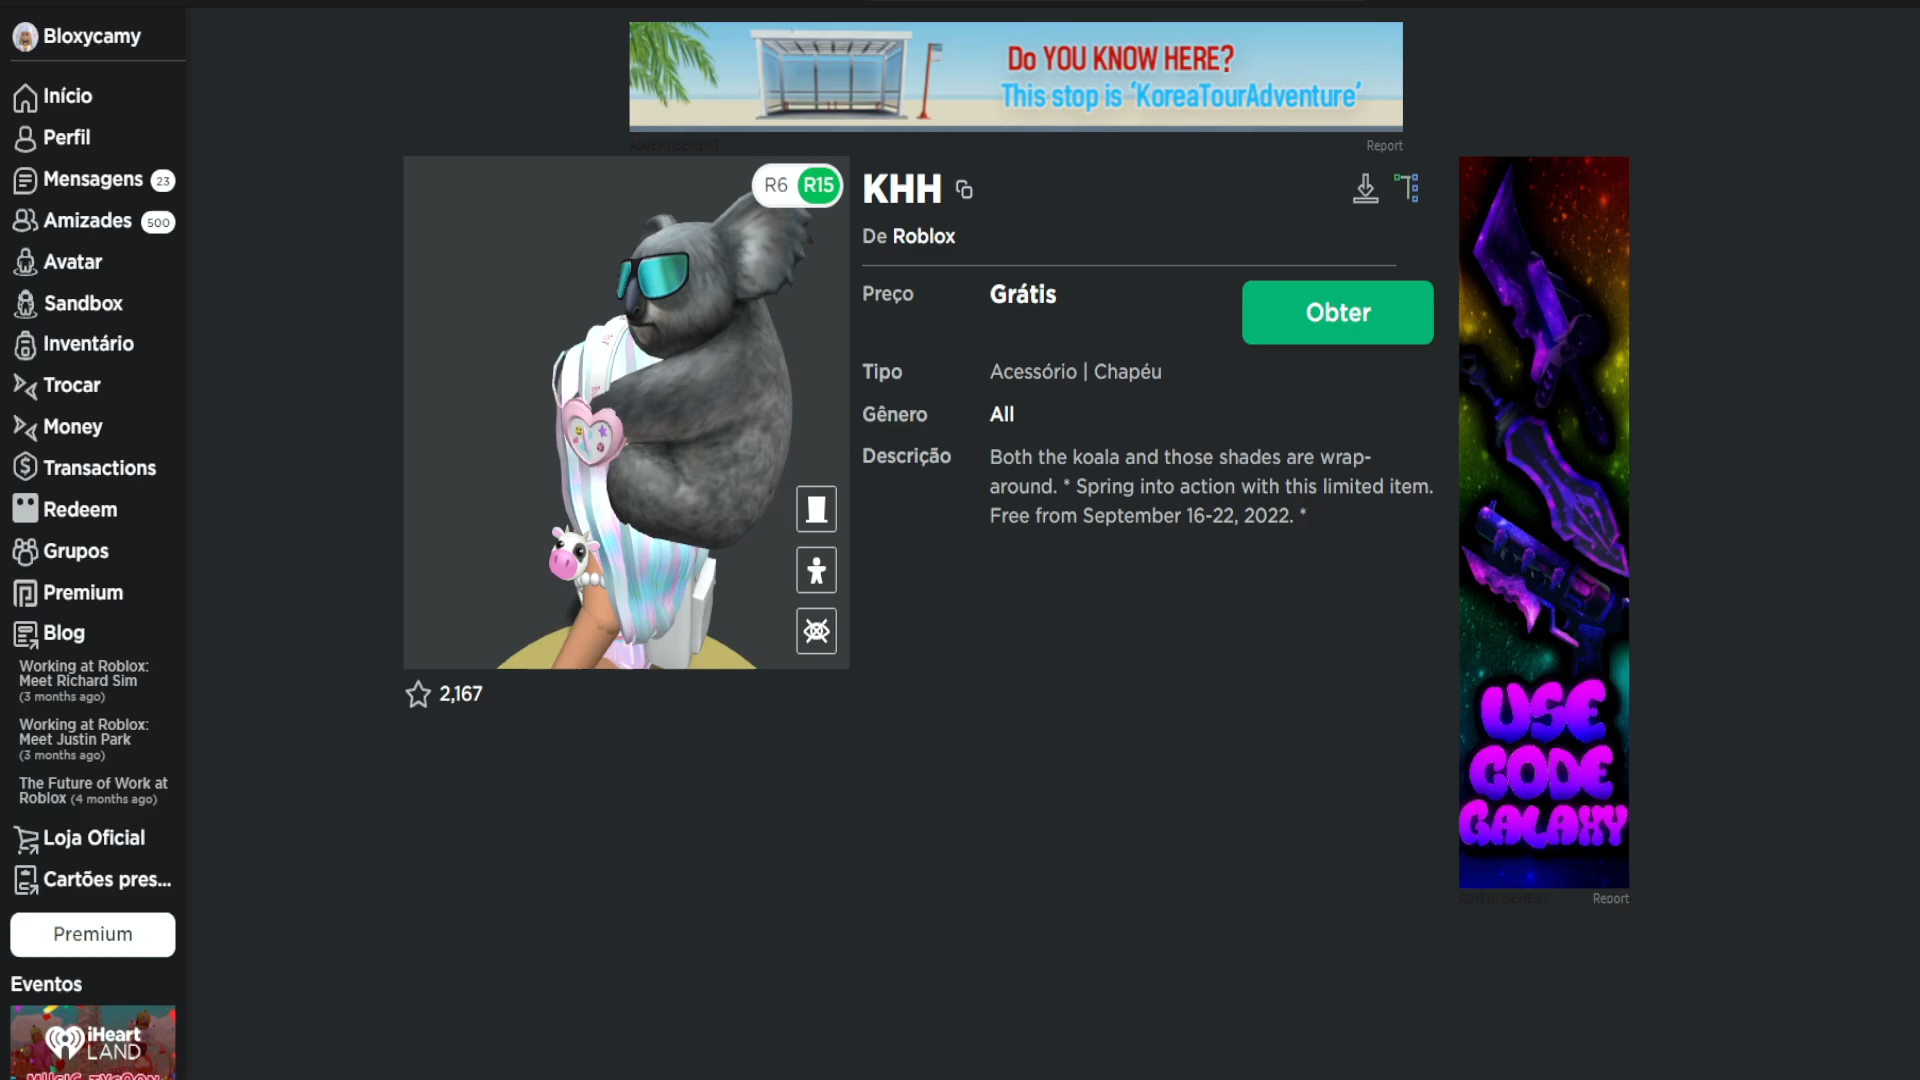 Bloxycamy
Início
Perfil
Mensagens 23
Amizades 500
Avatar
Sandbox
Inventário
Trocar
Money
Transactions
Redeem
Grupos
Premium
Blog
Working at Roblox:
Meet Richard Sim
(3 months ago)
Working at Roblox:
Meet Justin Park
(3 months ago)
The Future of Work at
Roblox (4 months ago)
Loja Oficial
Cartões pres...
Premium
Eventos
iHeart
LAND
MUSIC TYCOON
Do YOU KNOW HERE?
This stop is 'KoreaTourAdventure'
ADVERTISEMENT
Report
R6 R15
2,167
KHH
De Roblox
Preço Grátis
Obter
Tipo Acessório | Chapéu
Gênero All
Descrição Both the koala and those shades are wrap-
around. * Spring into action with this limited item.
Free from September 16-22, 2022. *
USE
CODE
GALAXY
ADVERTISEMENT
Report